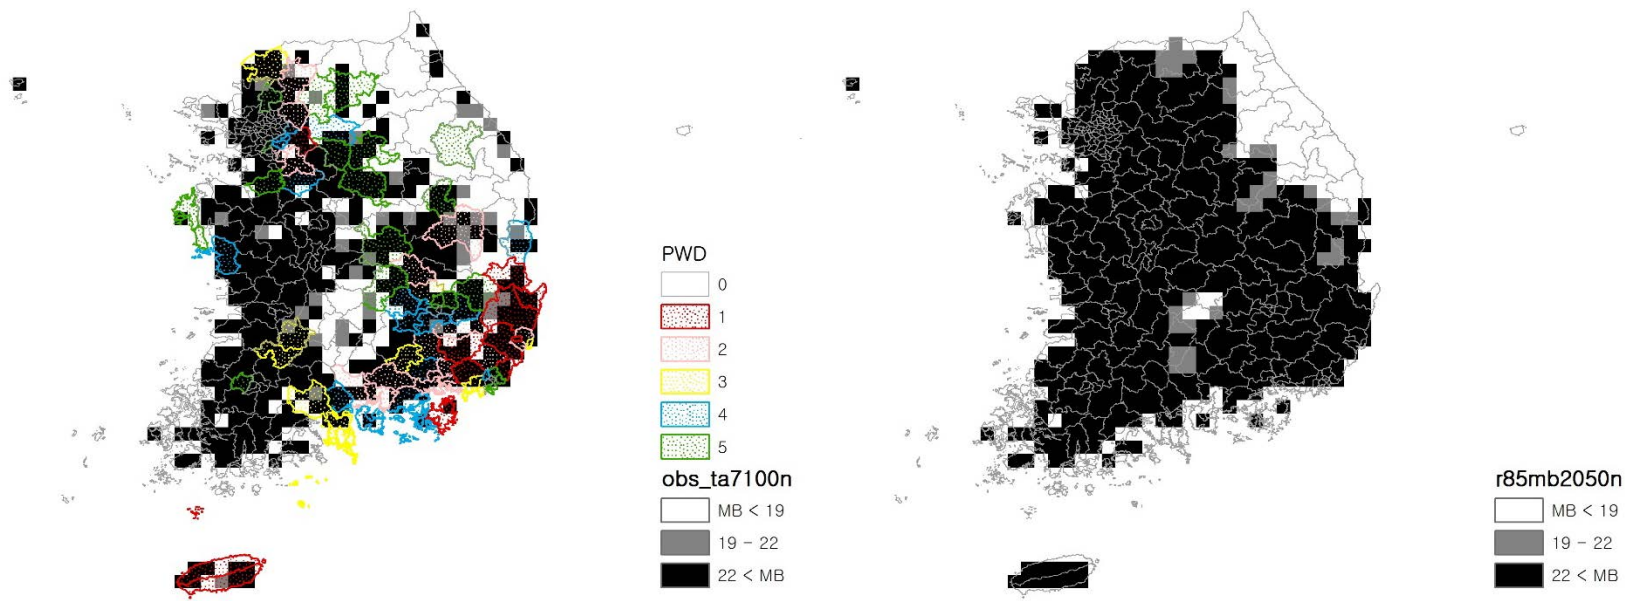 PWD
0
1
2
3
4
5
obs_ta7100n
MB < 19
19 - 22
22 < MB
r85mb2050n
MB < 19
19 - 22
22 < MB